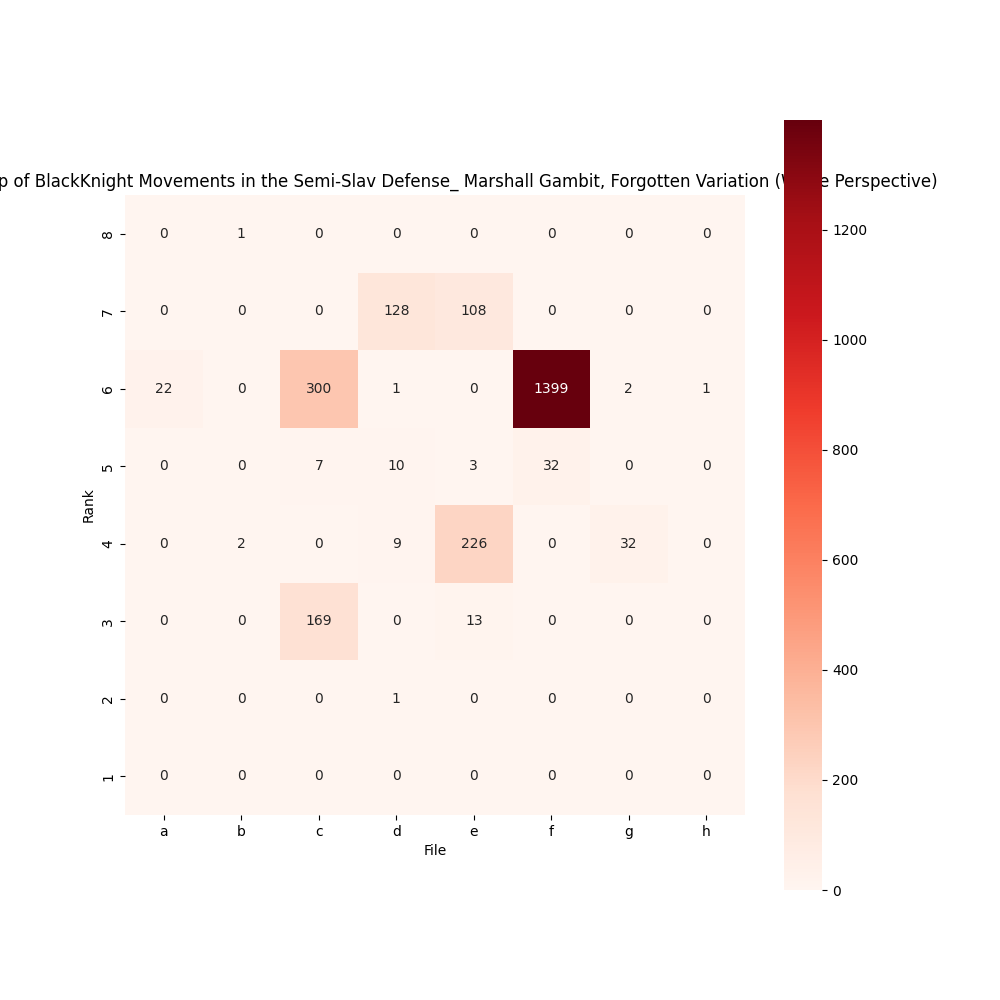 p of BlackKnight Movements in the Semi-Slav Defense_ Marshall Gambit, Forgotten Variation ( e Perspective)
8 0 1 0 0 0 0 0 0
7 0 0 0 128 108 0 0 0
6 22 0 300 1 0 1399 2 1
5 0 0 7 10 3 32 0 0
4 0 2 0 9 226 0 32 0
3 0 0 169 0 13 0 0 0
2 0 0 0 1 0 0 0 0
1 0 0 0 0 0 0 0 0
a b c d e f g h
File
Rank
1200
1000
800
600
400
200
0